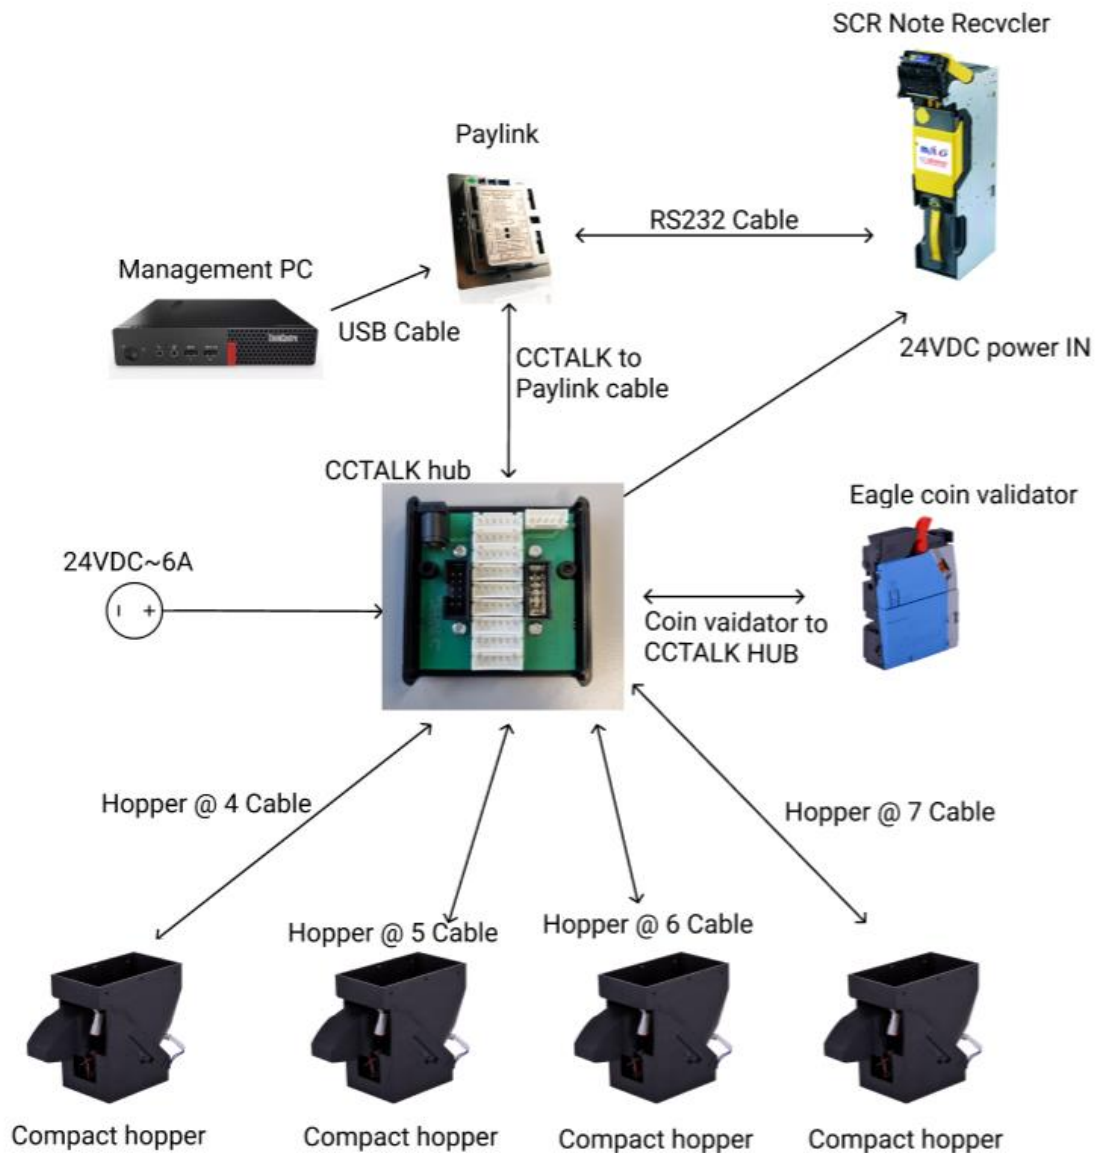 SCR Note Recvcler
Paylink
RS232 Cable
Management PC
USB Cable
24VDC power IN
CCTALK to
Paylink cable
CCTALK hub
Eagle coin validator
24VDC~6A
Coin vaidator to
CCTALK HUB
Hopper @ 4 Cable
Hopper @ 7 Cable
Hopper @ 5 Cable
Hopper @ 6 Cable
Compact hopper
Compact hopper
Compact hopper
Compact hopper